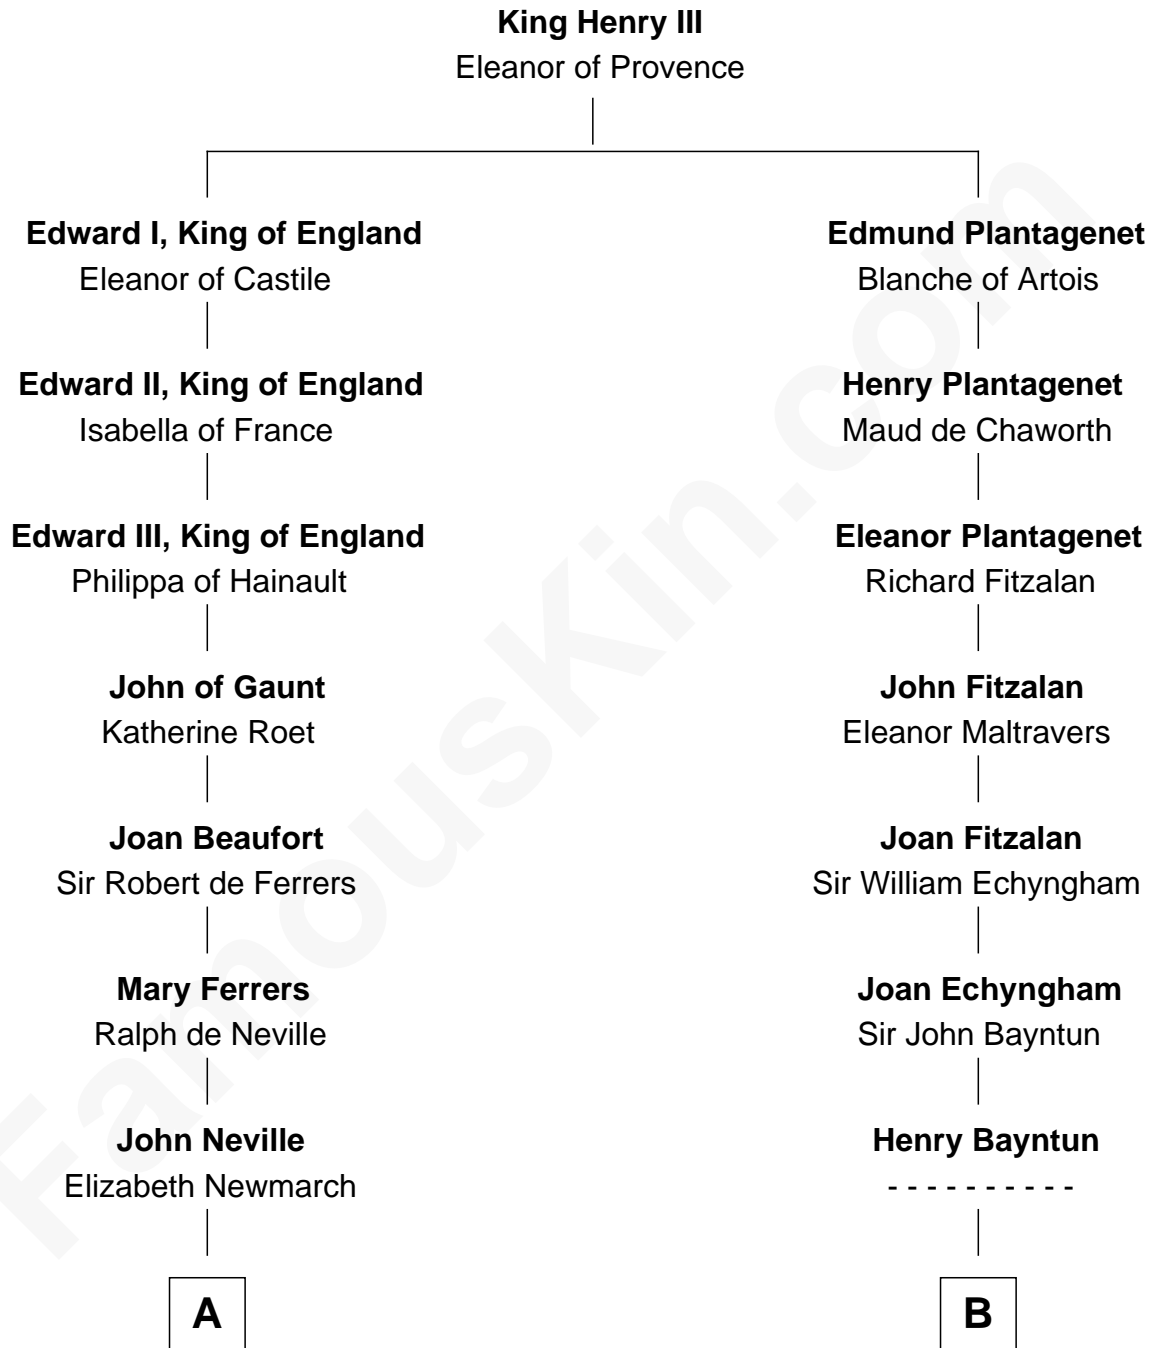 King Henry III
Eleanor of Provence
Edward I, King of England
Eleanor of Castile
Edward II, King of England
Isabella of France
Edward III, King of England
Philippa of Hainault
John of Gaunt
Katherine Roet
Joan Beaufort
Sir Robert de Ferrers
Mary Ferrers
Ralph de Neville
John Neville
Elizabeth Newmarch
A
Edmund Plantagenet
Blanche of Artois
Henry Plantagenet
Maud de Chaworth
Eleanor Plantagenet
Richard Fitzalan
John Fitzalan
Eleanor Maltravers
Joan Fitzalan
Sir William Echyngham
Joan Echyngham
Sir John Bayntun
Henry Bayntun
- - - - - - - - - -
B
FamousKin.com